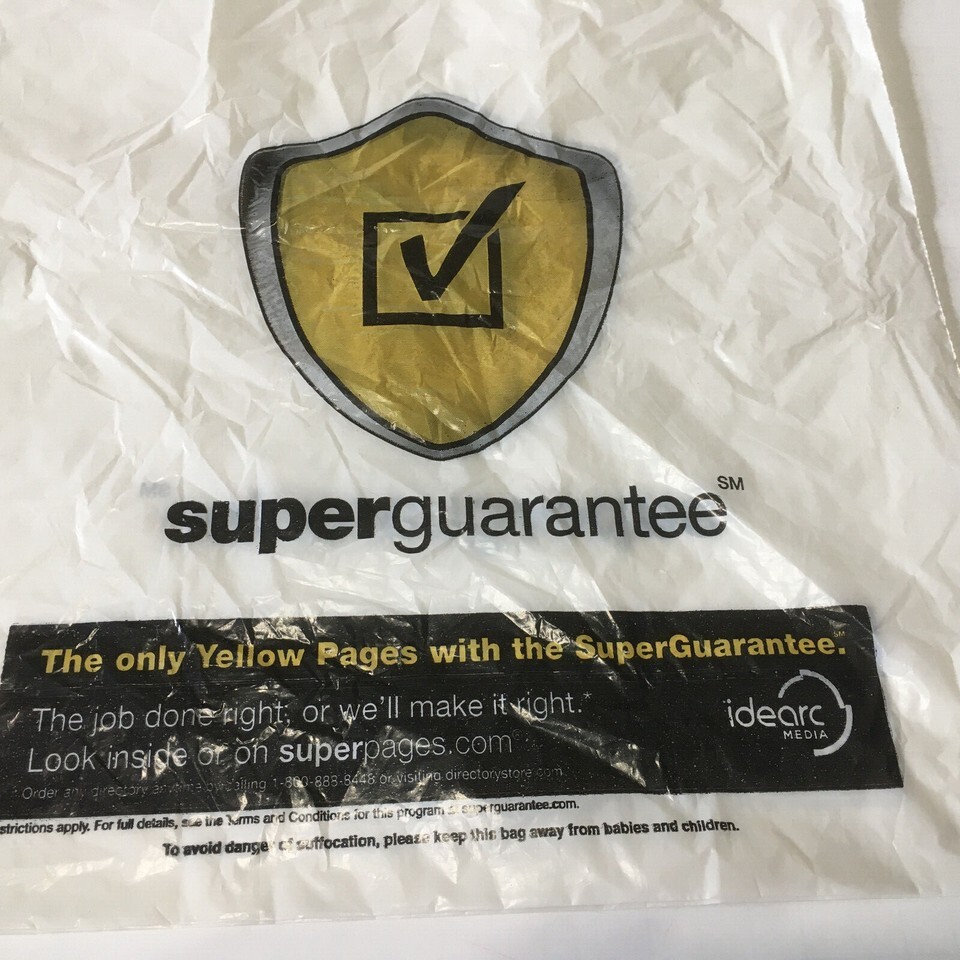 superguarantee℠
The only Yellow Pages with the SuperGuarantee.℠
The job done right, or we'll make it right.*
Look inside or on superpages.com
Order any directory anytime by calling 1-800-888-8448 or visiting directorystore.com
idearc
MEDIA
strictions apply. For full details, see the Terms and Conditions for this program at superguarantee.com.
To avoid danger of suffocation, please keep this bag away from babies and children.